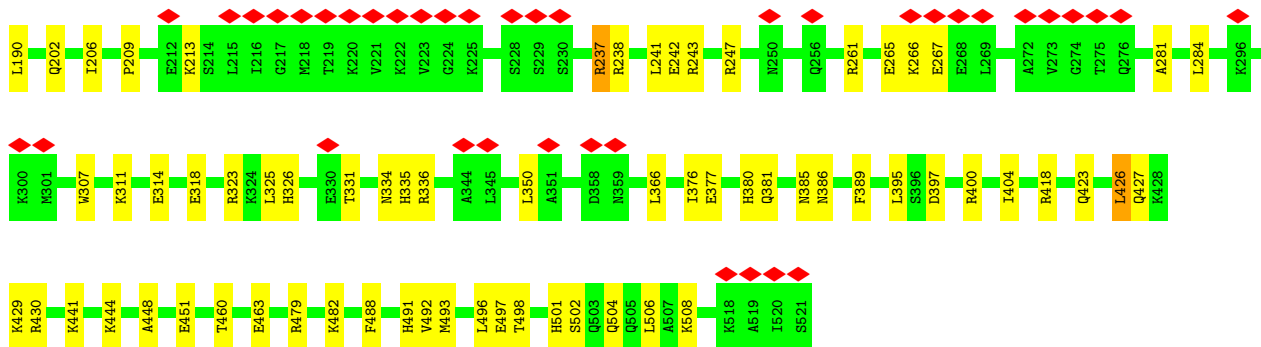 L190 Q202 I206 P209 E212 K213 S214 L215 I216 G217 M218 T219 K220 V221 K222 V223 G224 K225 S228 S229 S230 R237 R238 L241 E242 R243 R247 N250 Q256 R261 E265 K266 E267 E268 L269 A272 V273 G274 T275 Q276 A281 L284 K296
K300 M301 W307 K311 E314 E318 R323 K324 L325 H326 E330 T331 N334 H335 R336 A344 L345 L350 A351 D358 N359 L366 I376 E377 H380 Q381 N385 N386 F389 L395 S396 D397 R400 I404 R418 Q423 L426 Q427 K428
K429 R430 K441 K444 A448 E451 T460 E463 R479 K482 F488 H491 V492 M493 L496 E497 T498 H501 S502 Q503 Q504 Q505 L506 A507 K508 K518 A519 I520 S521